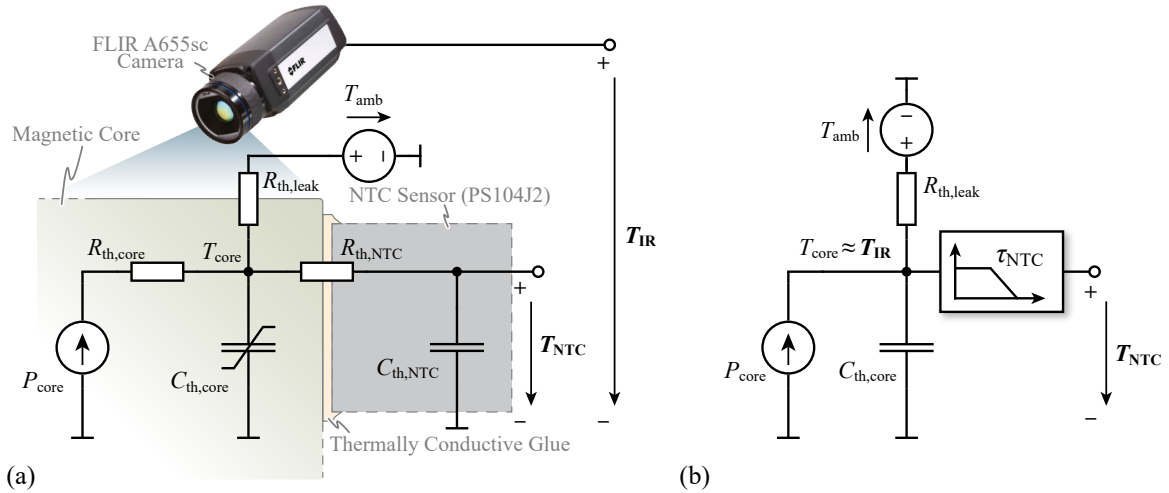 FLIR A655sc
Camera
FLIR
Magnetic Core
T_amb
+ −
R_th,leak
NTC Sensor (PS104J2)
T_IR
+
−
R_th,core
T_core
R_th,NTC
+
T_NTC
−
P_core
C_th,core
C_th,NTC
Thermally Conductive Glue
(a)
T_amb
−
+
R_th,leak
T_core ≈ T_IR
τ_NTC
+
T_NTC
−
P_core
C_th,core
(b)